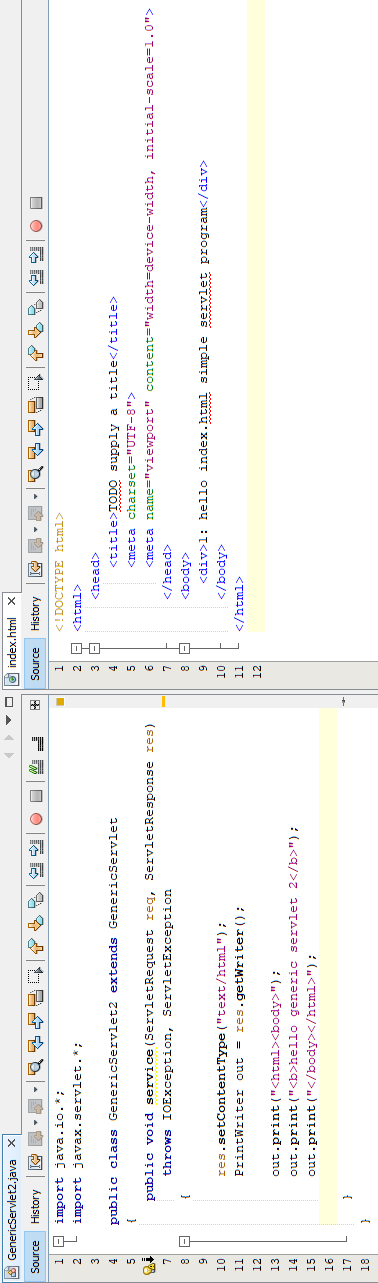 GenericServlet2.java
Source History
1 import java.io.*;
2 import javax.servlet.*;
3
4 public class GenericServlet2 extends GenericServlet
5 {
public void service(ServletRequest req, ServletResponse res)
7 throws IOException, ServletException
8 {
9
10 res.setContentType("text/html");
11 PrintWriter out = res.getWriter();
12
13 out.print("<html><body>");
14 out.print("<b>hello generic servlet 2</b>");
15 out.print("</body></html>");
16
17 }
18 }
index.html
Source History
1 <!DOCTYPE html>
2 <html>
3 <head>
4 <title>TODO supply a title</title>
5 <meta charset="UTF-8">
6 <meta name="viewport" content="width=device-width, initial-scale=1.0">
7 </head>
8 <body>
9 <div>1: hello index.html simple servlet program</div>
10 </body>
11 </html>
12